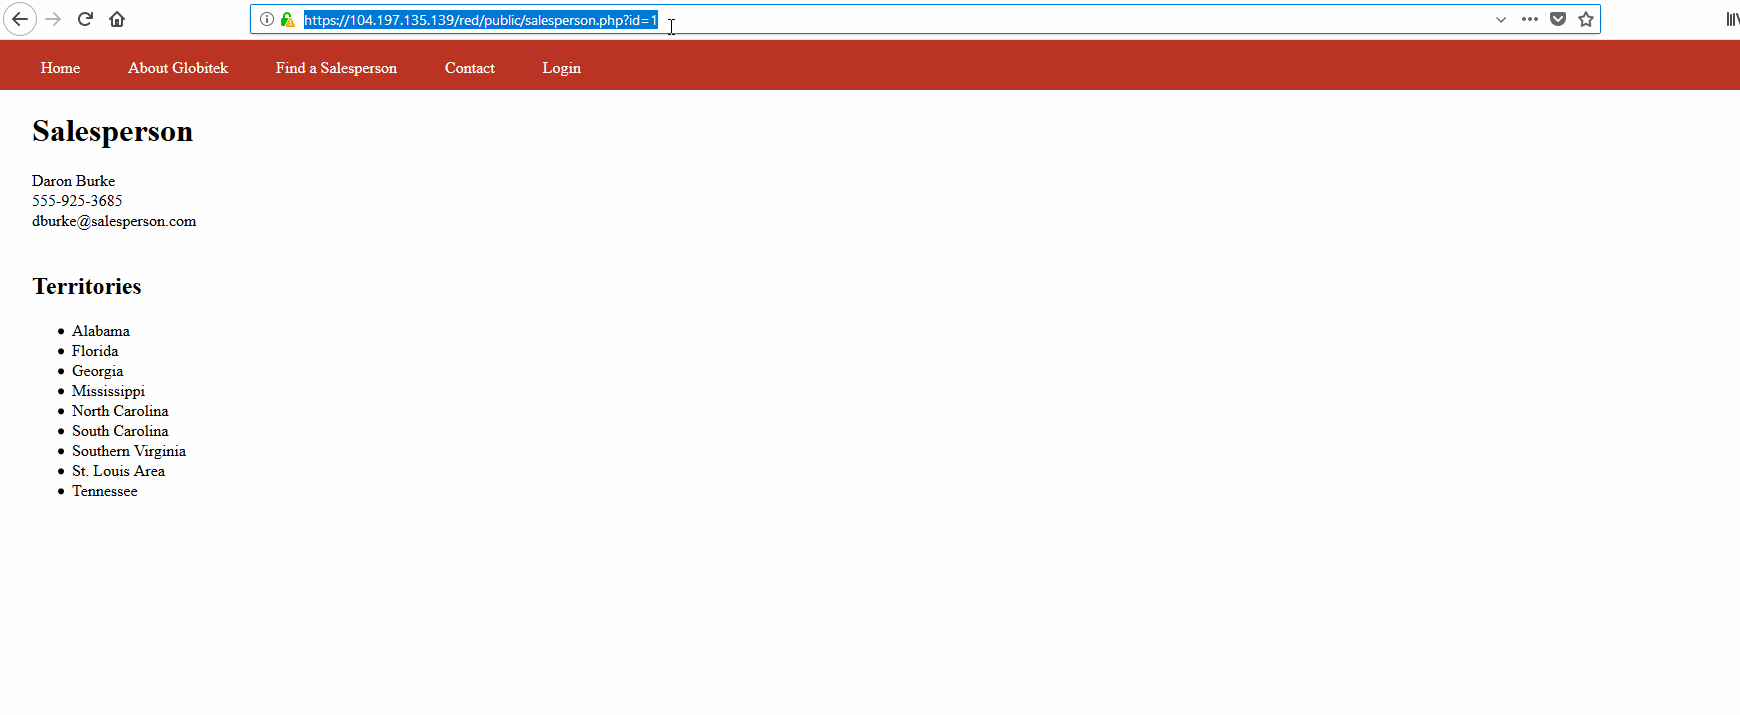 https://104.197.135.139/red/public/salesperson.php?id=1
Home About Globitek Find a Salesperson Contact Login
Salesperson
Daron Burke
555-925-3685
dburke@salesperson.com
Territories
Alabama
Florida
Georgia
Mississippi
North Carolina
South Carolina
Southern Virginia
St. Louis Area
Tennessee